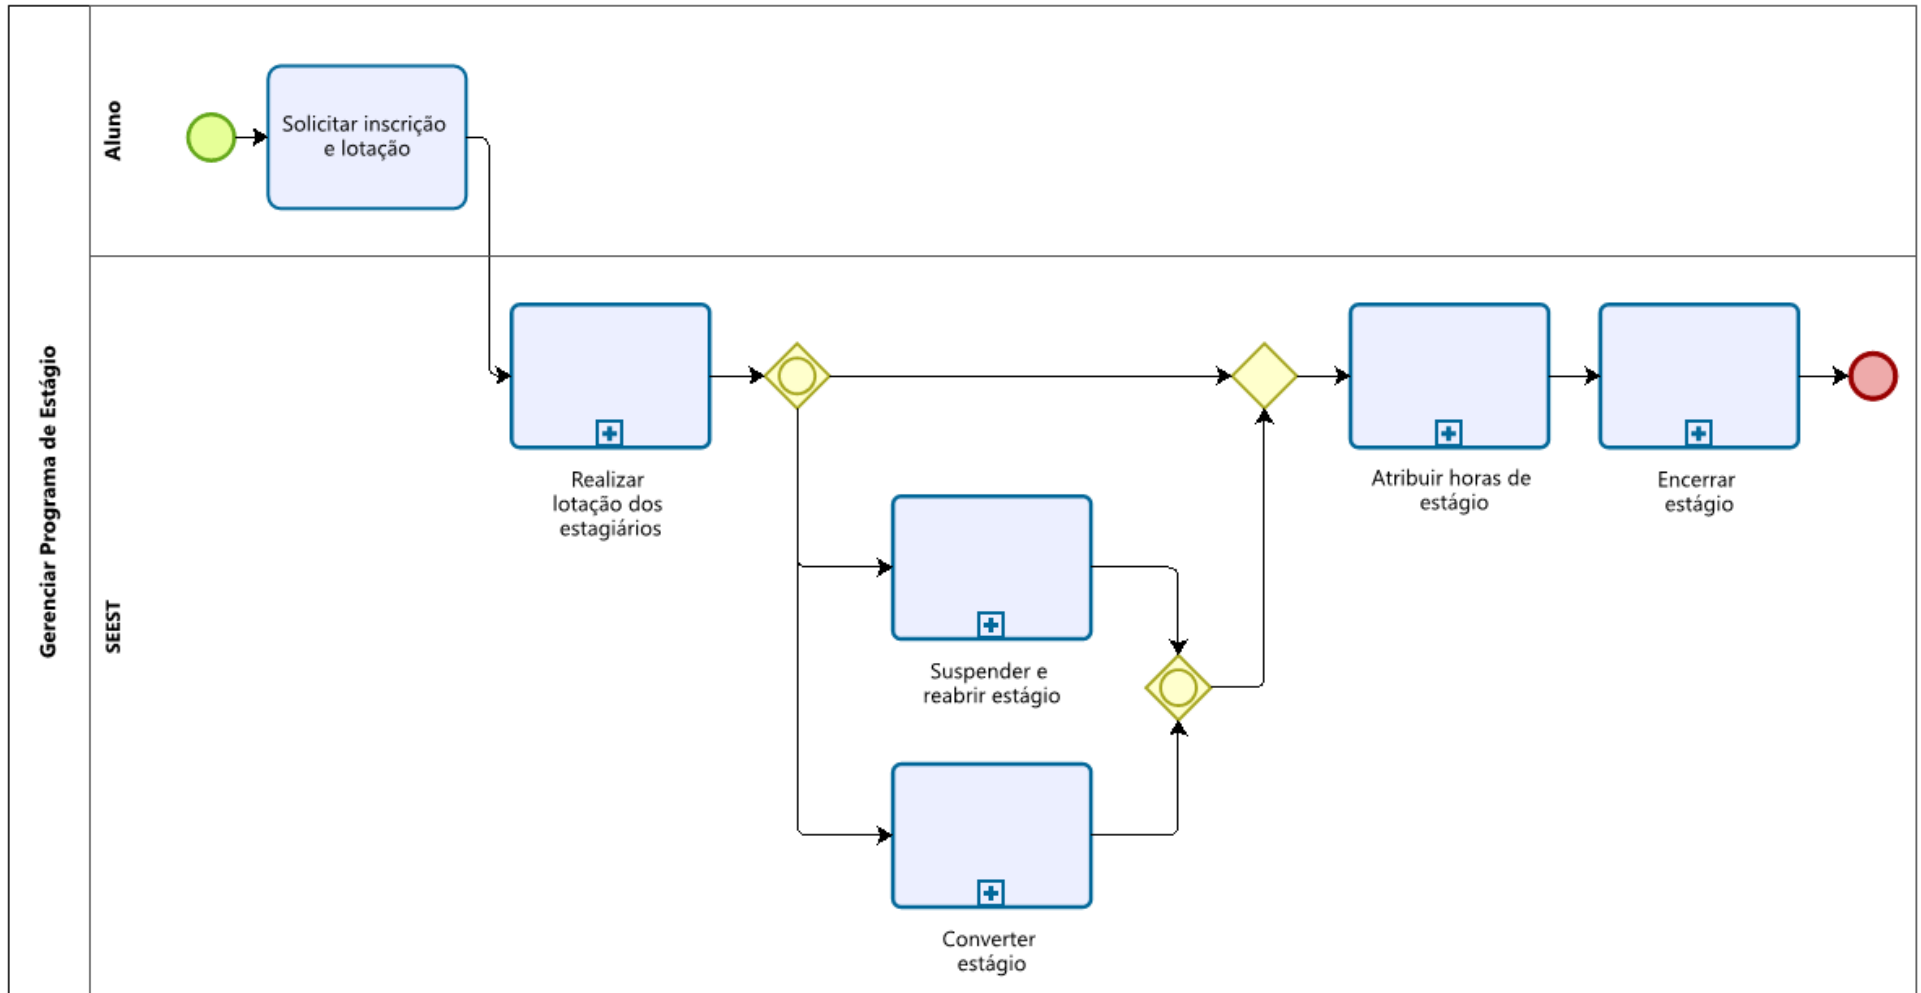 Gerenciar Programa de Estágio
Aluno
Solicitar inscrição
e lotação
SEEST
Realizar
lotação dos
estagiários
Suspender e
reabrir estágio
Converter
estágio
Atribuir horas de
estágio
Encerrar
estágio